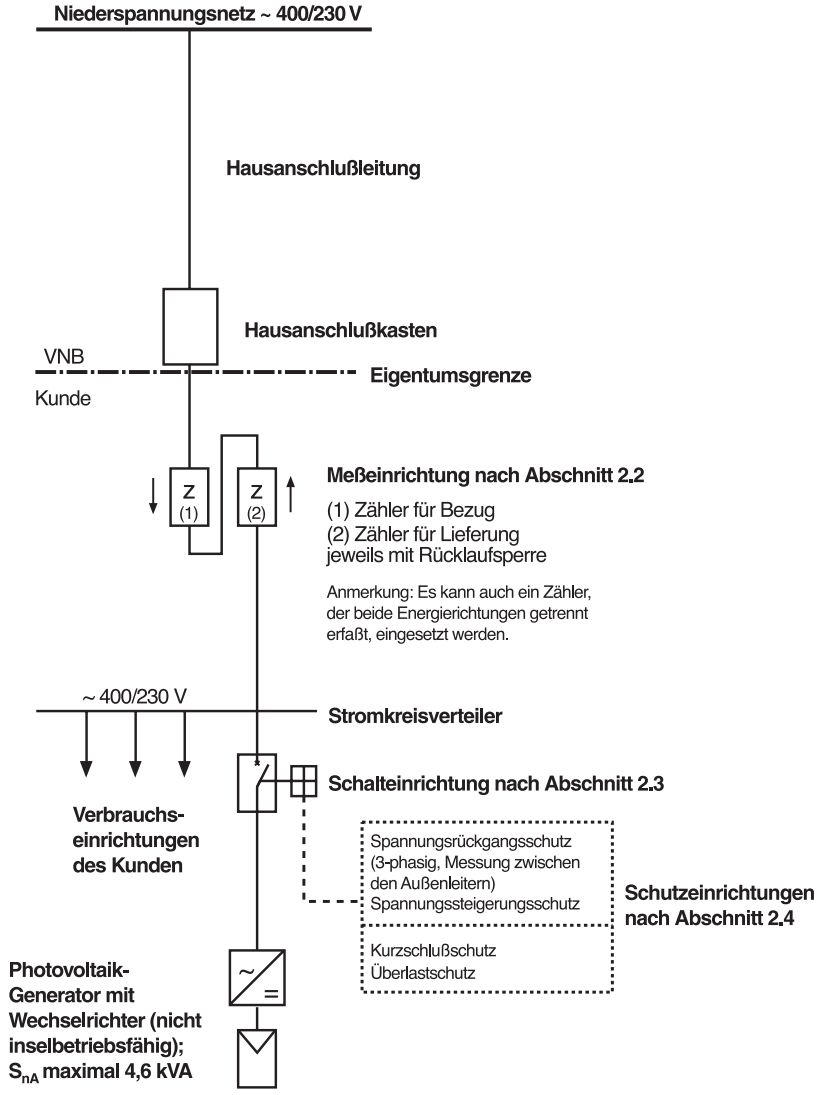 Niederspannungsnetz ~ 400/230 V
Hausanschlußleitung
Hausanschlußkasten
VNB
Eigentumsgrenze
Kunde
Z
(1)
Z
(2)
Meßeinrichtung nach Abschnitt 2.2
(1) Zähler für Bezug
(2) Zähler für Lieferung
jeweils mit Rücklaufsperre
Anmerkung: Es kann auch ein Zähler,
der beide Energierichtungen getrennt
erfaßt, eingesetzt werden.
~ 400/230 V
Stromkreisverteiler
Schalteinrichtung nach Abschnitt 2.3
Verbrauchs-
einrichtungen
des Kunden
Spannungsrückgangsschutz
(3-phasig, Messung zwischen
den Außenleitern)
Spannungssteigerungsschutz
Kurzschlußschutz
Überlastschutz
Schutzeinrichtungen
nach Abschnitt 2.4
Photovoltaik-
Generator mit
Wechselrichter (nicht
inselbetriebsfähig);
SnA maximal 4,6 kVA
~
=